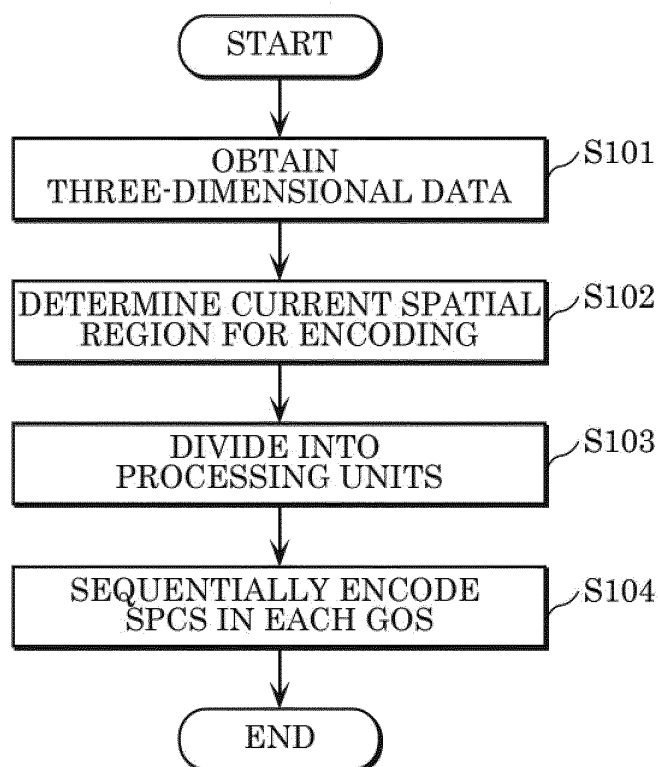 START
OBTAIN
THREE-DIMENSIONAL DATA
S101
DETERMINE CURRENT SPATIAL
REGION FOR ENCODING
S102
DIVIDE INTO
PROCESSING UNITS
S103
SEQUENTIALLY ENCODE
SPCS IN EACH GOS
S104
END